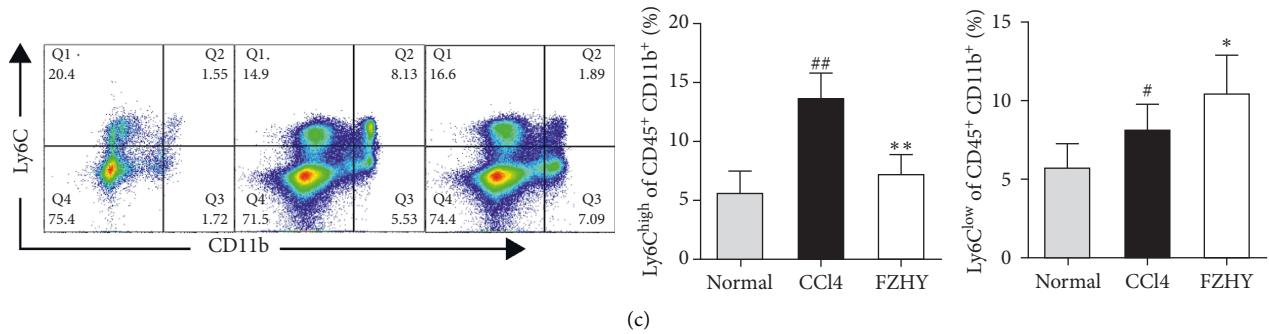 Ly6C
Q1
20.4
Q2
1.55
Q4
75.4
Q3
1.72
Q1
14.9
Q2
8.13
Q4
71.5
Q3
5.53
Q1
16.6
Q2
1.89
Q4
74.4
Q3
7.09
CD11b
Ly6Chigh of CD45+ CD11b+ (%)
20
15
10
5
0
##
**
Normal CCl4 FZHY
Ly6Clow of CD45+ CD11b+ (%)
15
10
5
0
#
*
Normal CCl4 FZHY
(c)